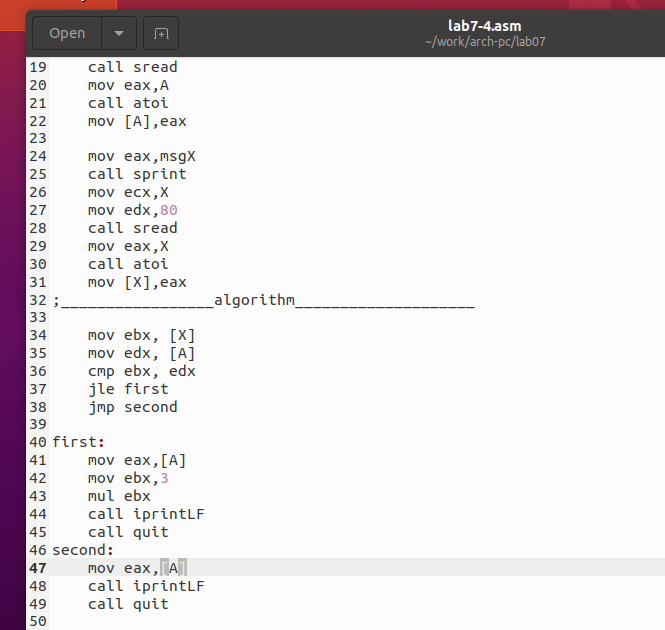 Open
lab7-4.asm
~/work/arch-pc/lab07
19 call sread
20 mov eax,A
21 call atoi
22 mov [A],eax
23
24 mov eax,msgX
25 call sprint
26 mov ecx,X
27 mov edx,80
28 call sread
29 mov eax,X
30 call atoi
31 mov [X],eax
32 ;_________________algorithm____________________
33
34 mov ebx, [X]
35 mov edx, [A]
36 cmp ebx, edx
37 jle first
38 jmp second
39
40 first:
41 mov eax,[A]
42 mov ebx,3
43 mul ebx
44 call iprintLF
45 call quit
46 second:
47 mov eax,[A]
48 call iprintLF
49 call quit
50